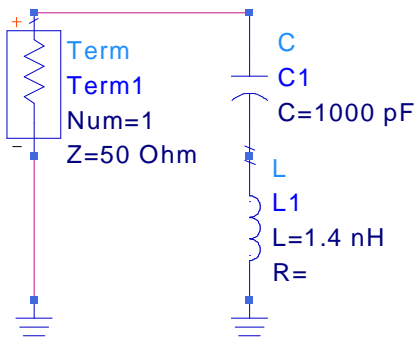 +
Term
Term1
Num=1
Z=50 Ohm
–
C
C1
C=1000 pF
L
L1
L=1.4 nH
R=